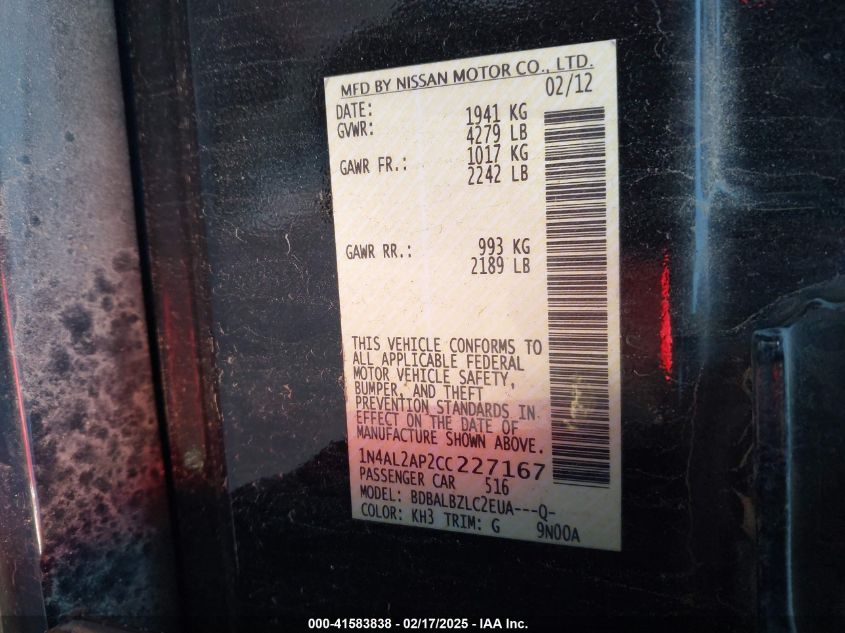 MFD BY NISSAN MOTOR CO., LTD.
DATE: 02/12
GVWR: 1941 KG
4279 LB
GAWR FR.: 1017 KG
2242 LB
GAWR RR.: 993 KG
2189 LB
THIS VEHICLE CONFORMS TO
ALL APPLICABLE FEDERAL
MOTOR VEHICLE SAFETY,
BUMPER, AND THEFT
PREVENTION STANDARDS IN
EFFECT ON THE DATE OF
MANUFACTURE SHOWN ABOVE.
1N4AL2AP2CC227167
PASSENGER CAR 516
MODEL: BDBALBZLC2EUA---Q-
COLOR: KH3 TRIM: G 9N00A
000-41583838 - 02/17/2025 - IAA Inc.